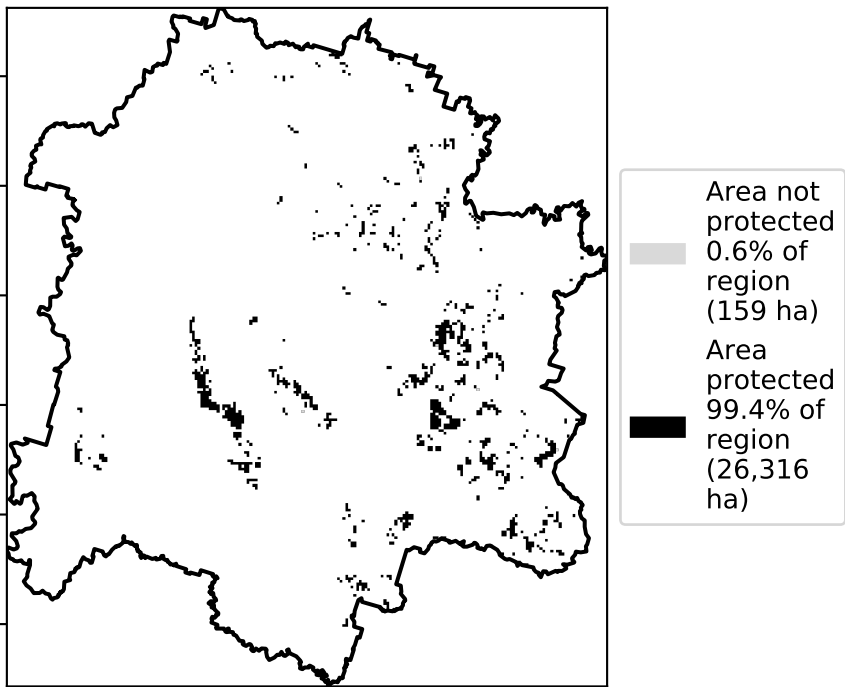 Area not
protected
0.6% of
region
(159 ha)
Area
protected
99.4% of
region
(26,316
ha)